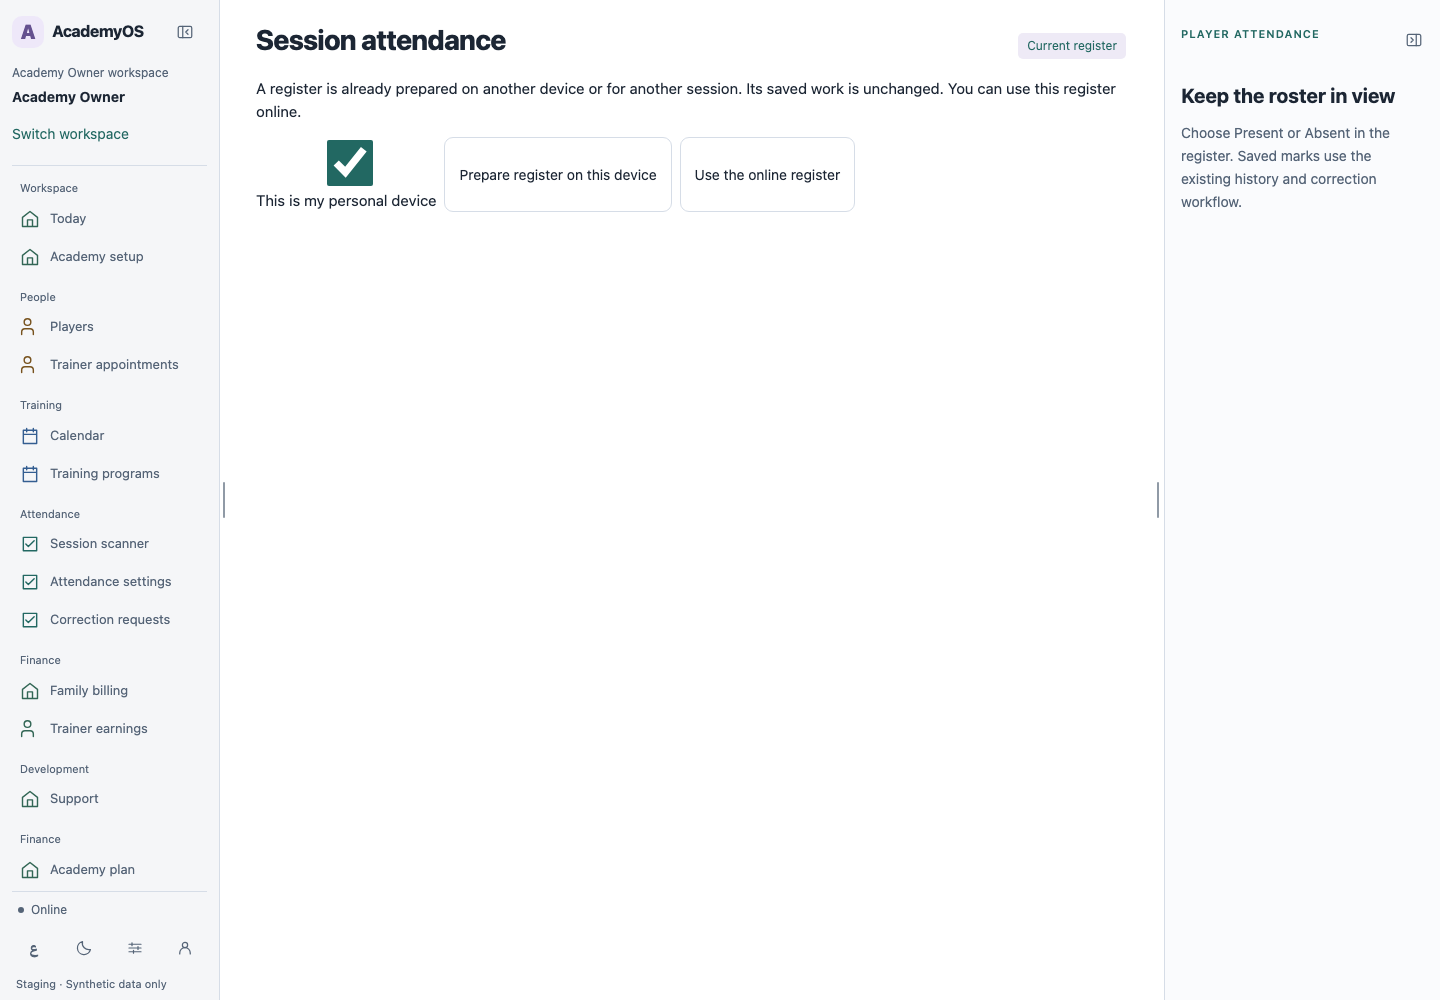 A AcademyOS
Academy Owner workspace
Academy Owner
Switch workspace
Workspace
Today
Academy setup
People
Players
Trainer appointments
Training
Calendar
Training programs
Attendance
Session scanner
Attendance settings
Correction requests
Finance
Family billing
Trainer earnings
Development
Support
Finance
Academy plan
Online
ع
Staging · Synthetic data only
Session attendance
Current register
A register is already prepared on another device or for another session. Its saved work is unchanged. You can use this register
online.
This is my personal device
Prepare register on this device
Use the online register
PLAYER ATTENDANCE
Keep the roster in view
Choose Present or Absent in the
register. Saved marks use the
existing history and correction
workflow.